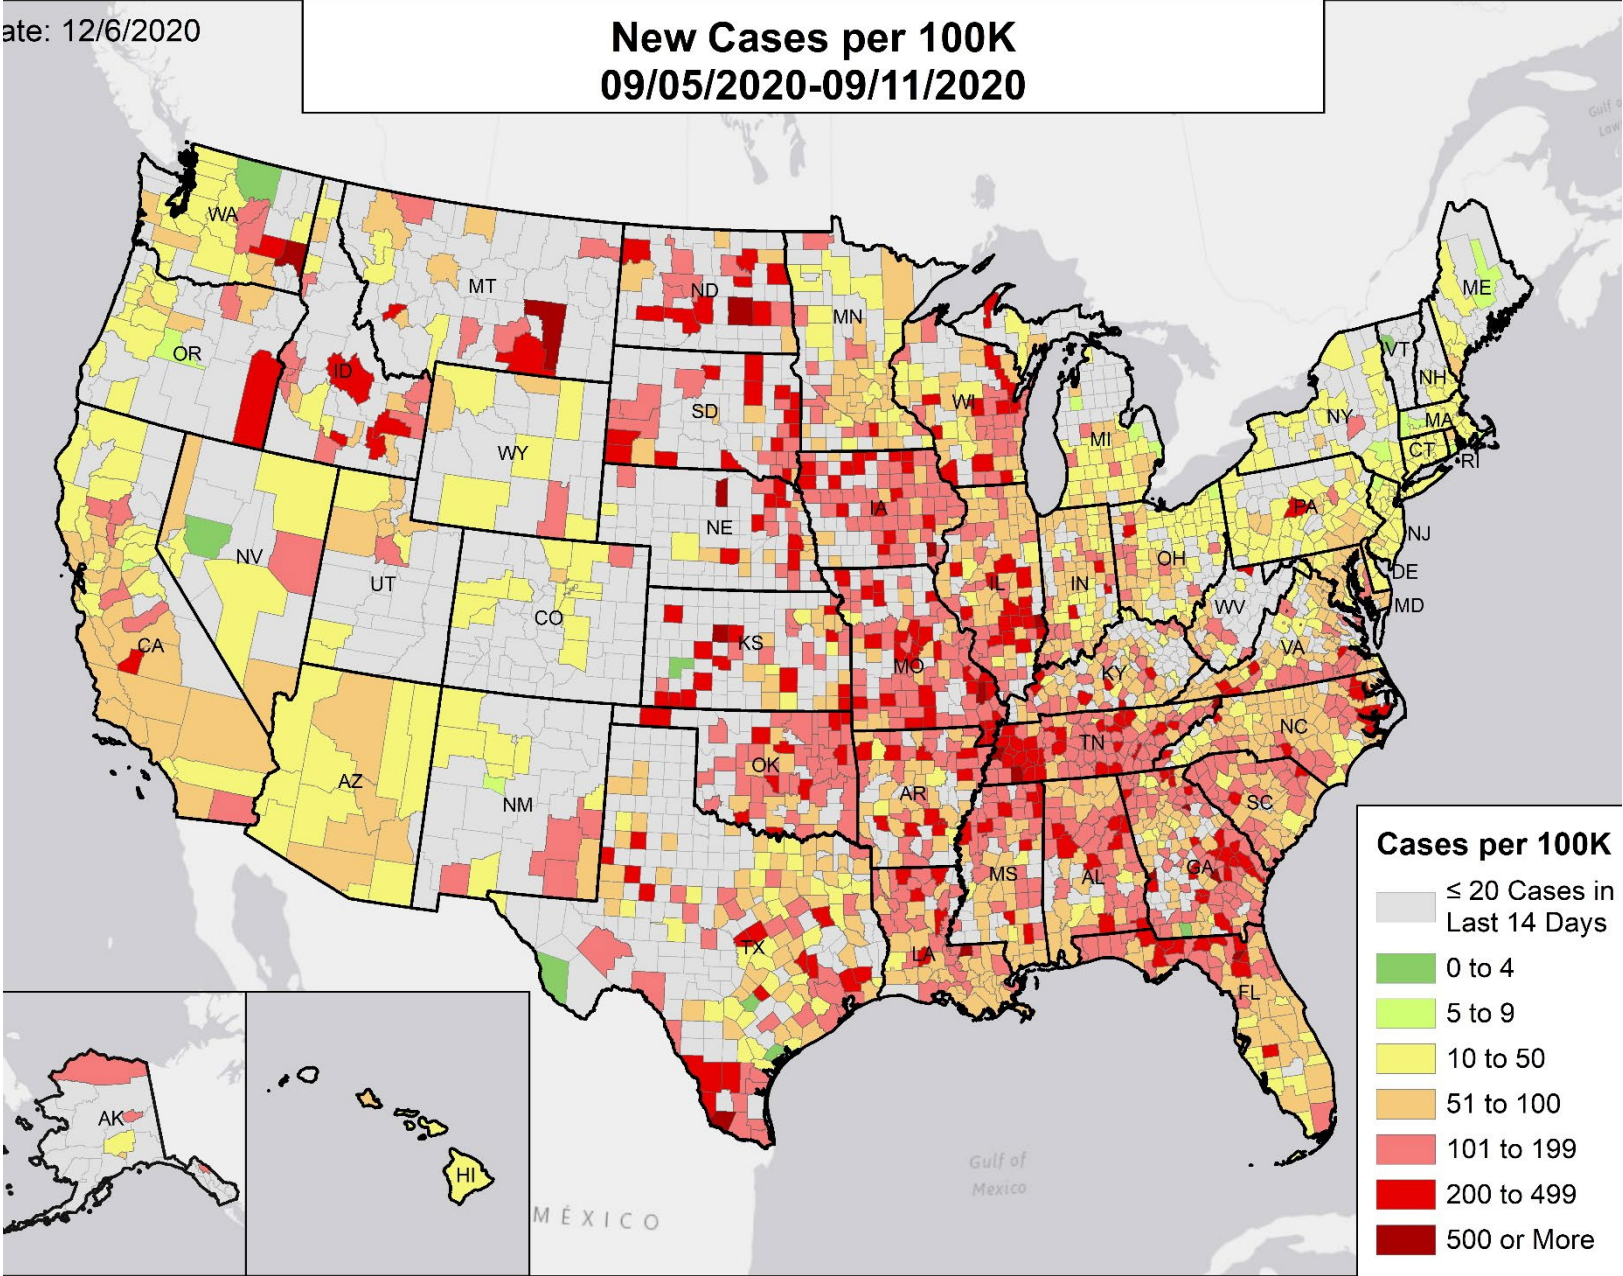 ate: 12/6/2020
New Cases per 100K
09/05/2020-09/11/2020
Gulf o
Law
WA
MT
ND
MN
ME
OR
ID
SD
WI
VT
NH
NY
MA
CT
RI
MI
WY
IA
NE
PA
NJ
NV
UT
CO
IL
IN
OH
DE
MD
WV
CA
KS
MO
KY
VA
NC
TN
AZ
NM
OK
AR
SC
MS
AL
GA
TX
LA
FL
AK
HI
MÉXICO
Gulf of
Mexico
Cases per 100K
≤ 20 Cases in
Last 14 Days
0 to 4
5 to 9
10 to 50
51 to 100
101 to 199
200 to 499
500 or More